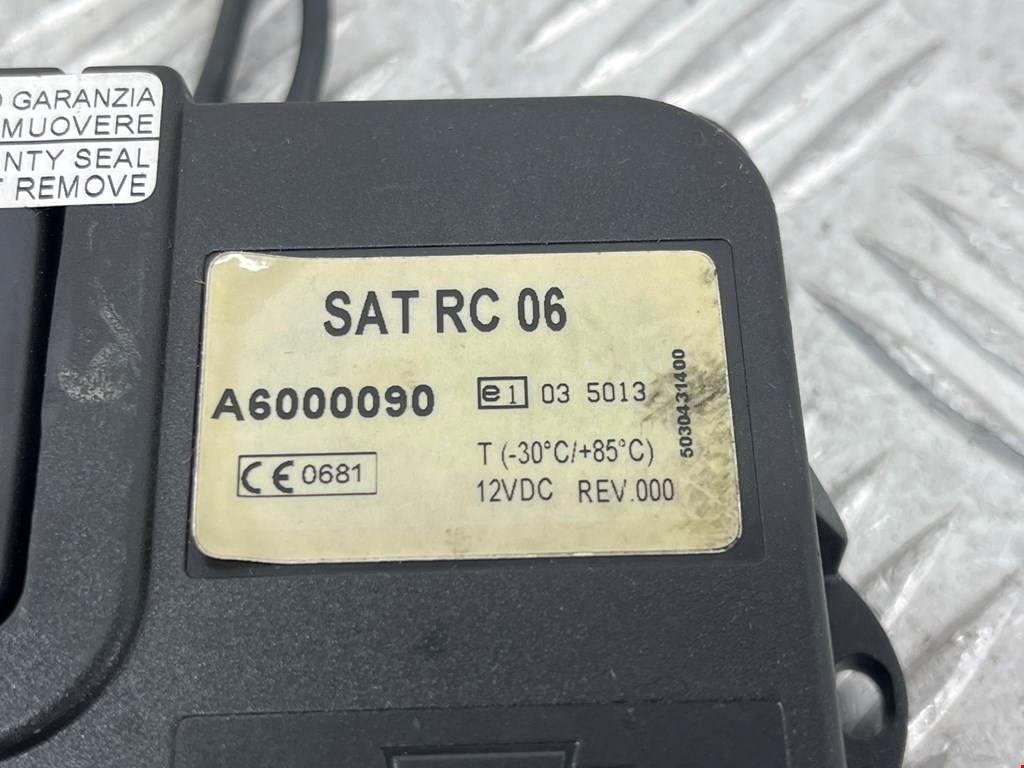 GARANZIA
MUOVERE
NTY SEAL
REMOVE
SAT RC 06
A6000090
e1 03 5013
CE 0681
T (-30°C/+85°C)
12VDC REV.000
5030431400